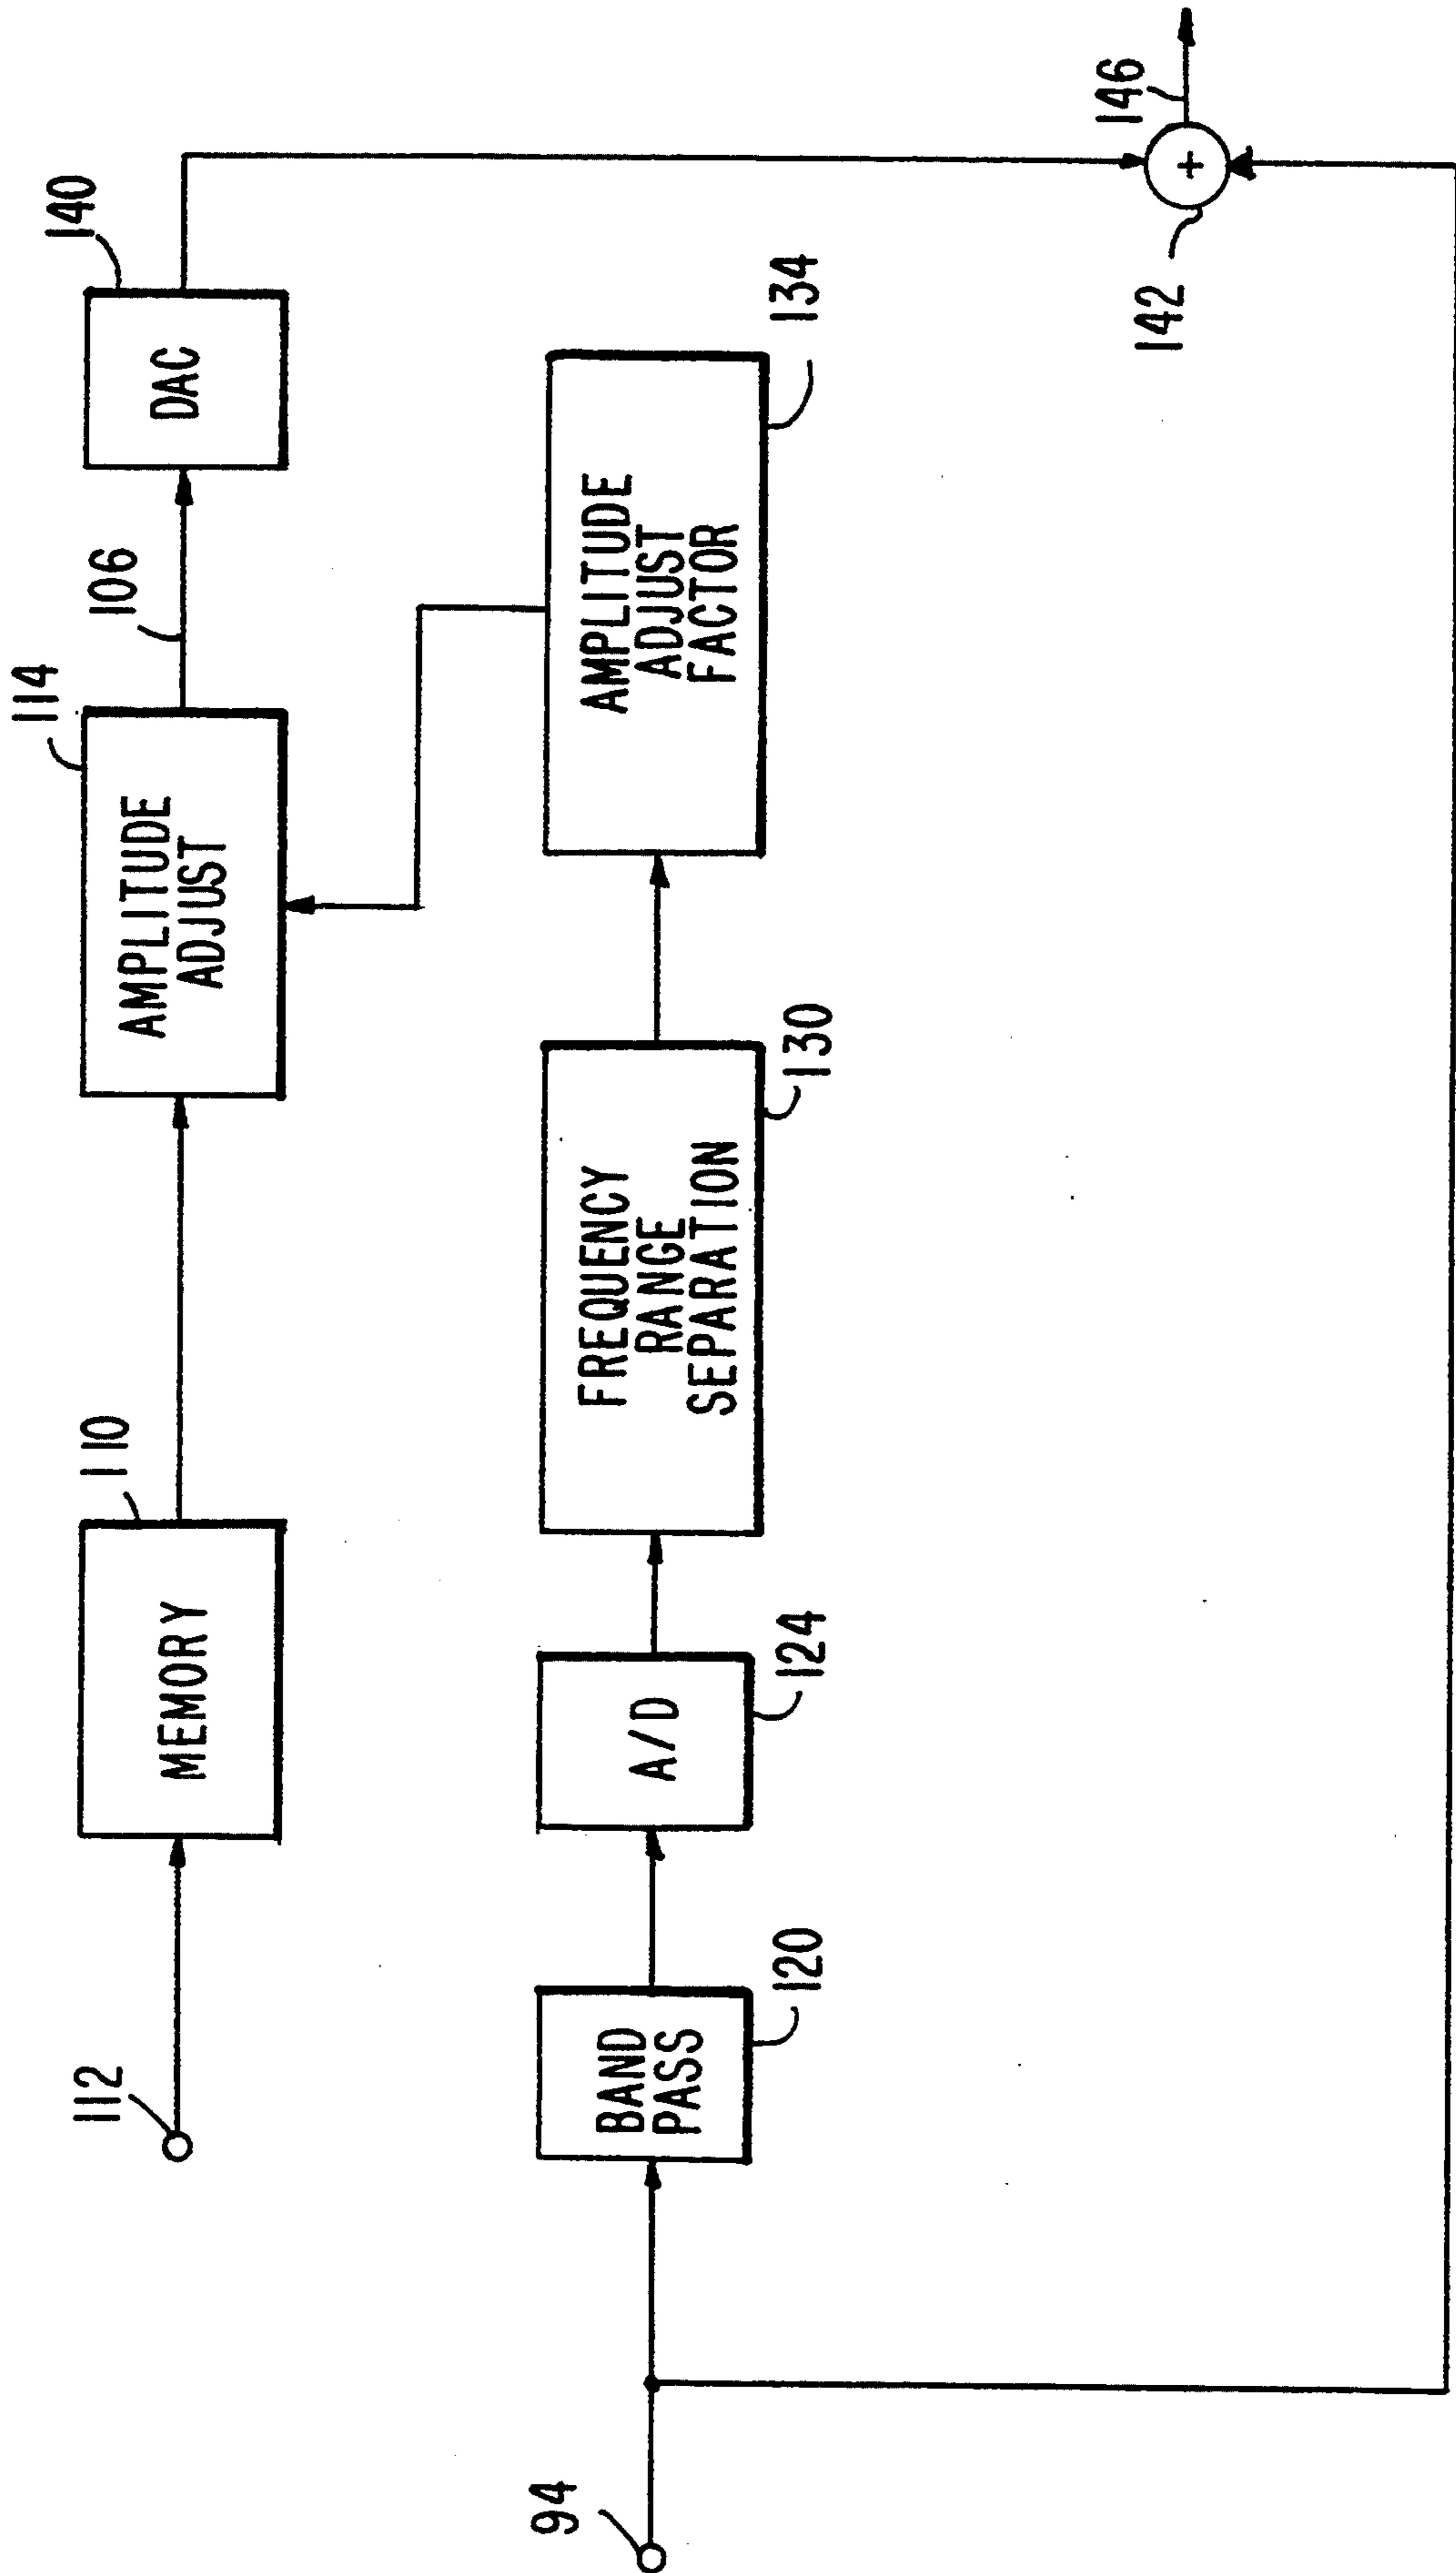 112
MEMORY
110
AMPLITUDE
ADJUST
114
106
DAC
140
94
BAND
PASS
120
A/D
124
FREQUENCY
RANGE
SEPARATION
130
AMPLITUDE
ADJUST
FACTOR
134
142
+
146